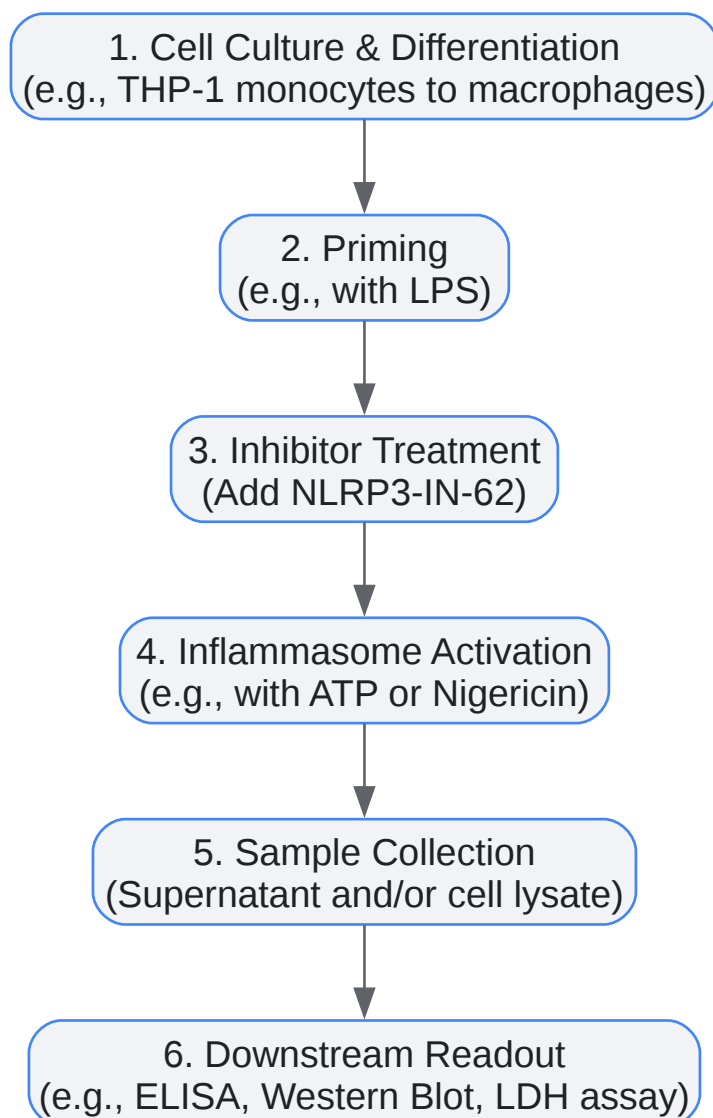 1. Cell Culture & Differentiation
(e.g., THP-1 monocytes to macrophages)
2. Priming
(e.g., with LPS)
3. Inhibitor Treatment
(Add NLRP3-IN-62)
4. Inflammasome Activation
(e.g., with ATP or Nigericin)
5. Sample Collection
(Supernatant and/or cell lysate)
6. Downstream Readout
(e.g., ELISA, Western Blot, LDH assay)